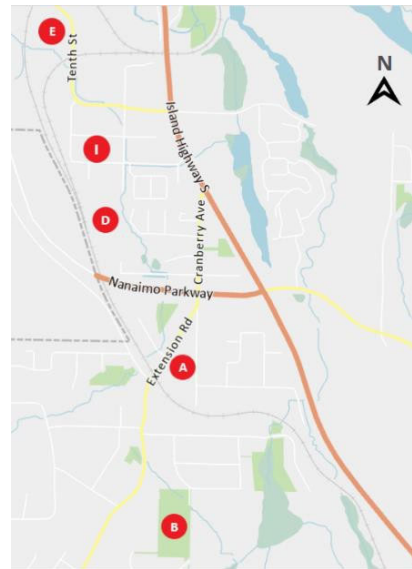 E
Tenth St
N
Island Highway S
I
Cranberry Ave
D
Nanaimo Parkway
Extension Rd
A
B